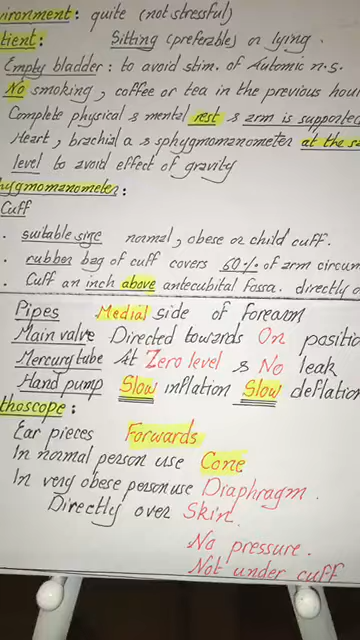 vironment: quite (not stressful)
tient: Sitting (preferable) or lying.
Empty bladder: to avoid stim. of Automic n.s.
No smoking, coffee or tea in the previous hour
Complete physical & mental rest & arm is supported
Heart, brachial a & sphygmomanometer at the sa
level to avoid effect of gravity
hygmomanometer:
Cuff
. suitable size normal, obese or child cuff.
. rubber bag of cuff covers 60% of arm circum
. Cuff an inch above antecubital fossa. directly o
Pipes Medial side of Forearm
Main valve Directed towards On positio
Mercury tube At Zero level & No leak
Hand pump Slow inflation Slow deflation
thoscope:
Ear pieces Forwards
In normal person use Cone
In very obese person use Diaphragm.
Directly over Skin.
No pressure.
Not under cuff